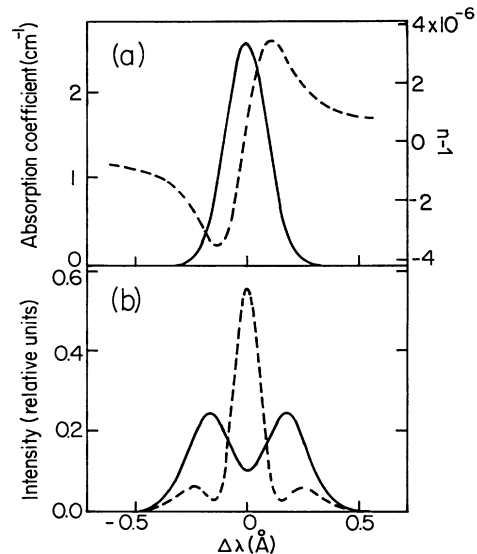 (a)
Absorption coefficient (cm⁻¹)
2
1
0
4×10⁻⁶
2
0
-2
-4
n-1
(b)
Intensity (relative units)
0.6
0.4
0.2
0.0
-0.5
0
0.5
Δλ(Å)